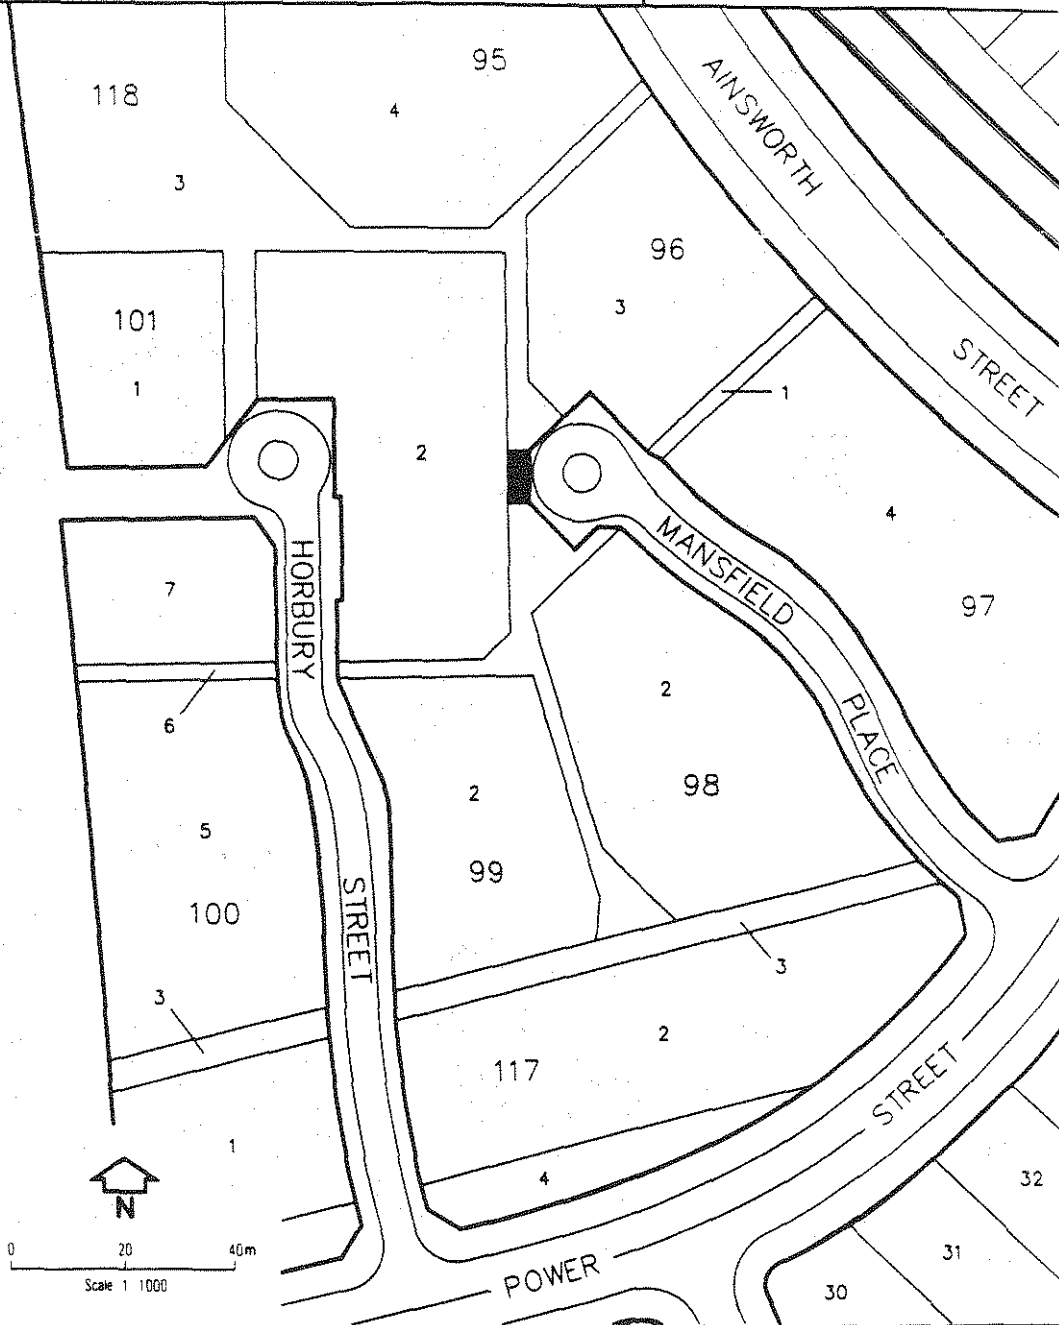 95
118
4
AINSWORTH
3
96
3
101
STREET
1
1
2
4
HORBURY
MANSFIELD
7
97
2
6
PLACE
2
98
5
99
100
STREET
3
3
2
117
STREET
1
4
32
N
0 20 40m
Scale 1 1000
POWER
31
30